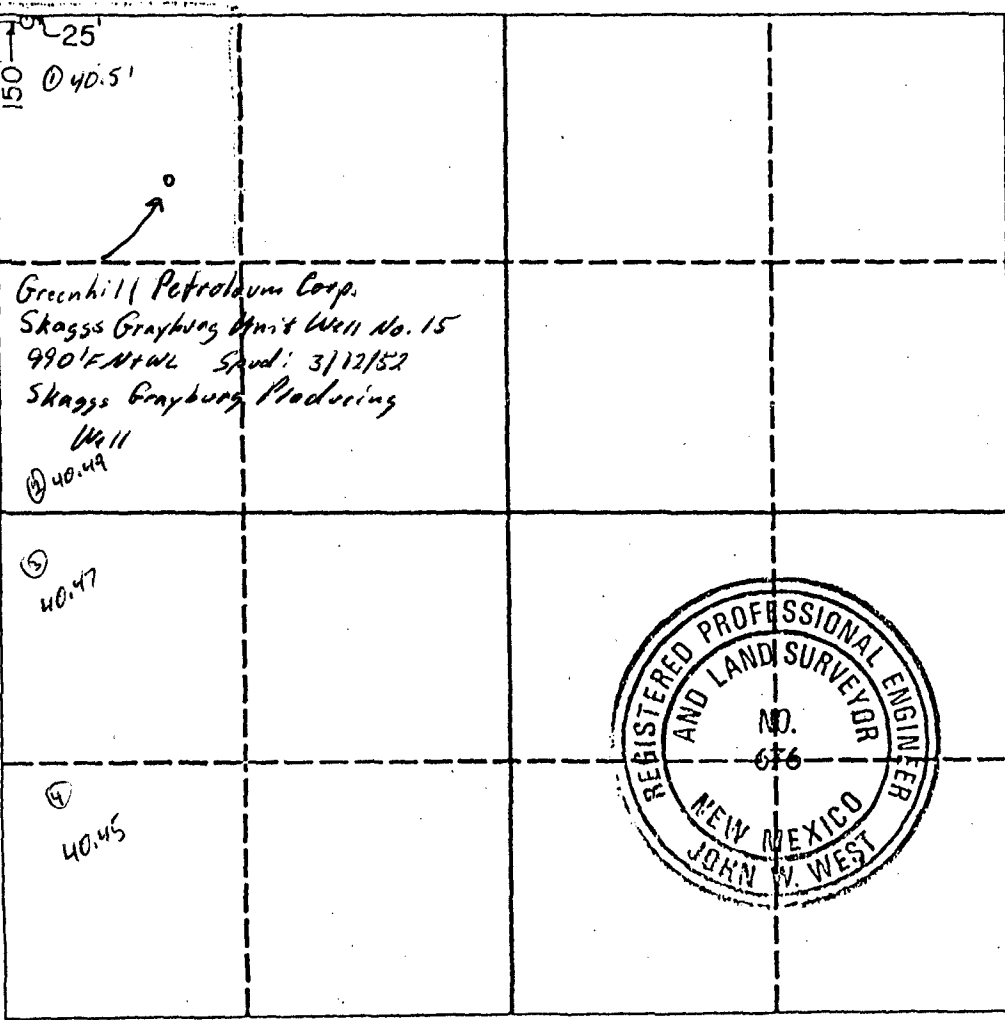 25'
150
① 40.51
Greenhill Petroleum Corp.
Skaggs Grayburg Unit Well No. 15
990'FN+WL Spud: 3/12/52
Skaggs Grayburg Producing
Well
② 40.49
③
40.47
④
40.45
REGISTERED PROFESSIONAL ENGINEER
AND LAND SURVEYOR
NO.
676
NEW MEXICO
JOHN W. WEST